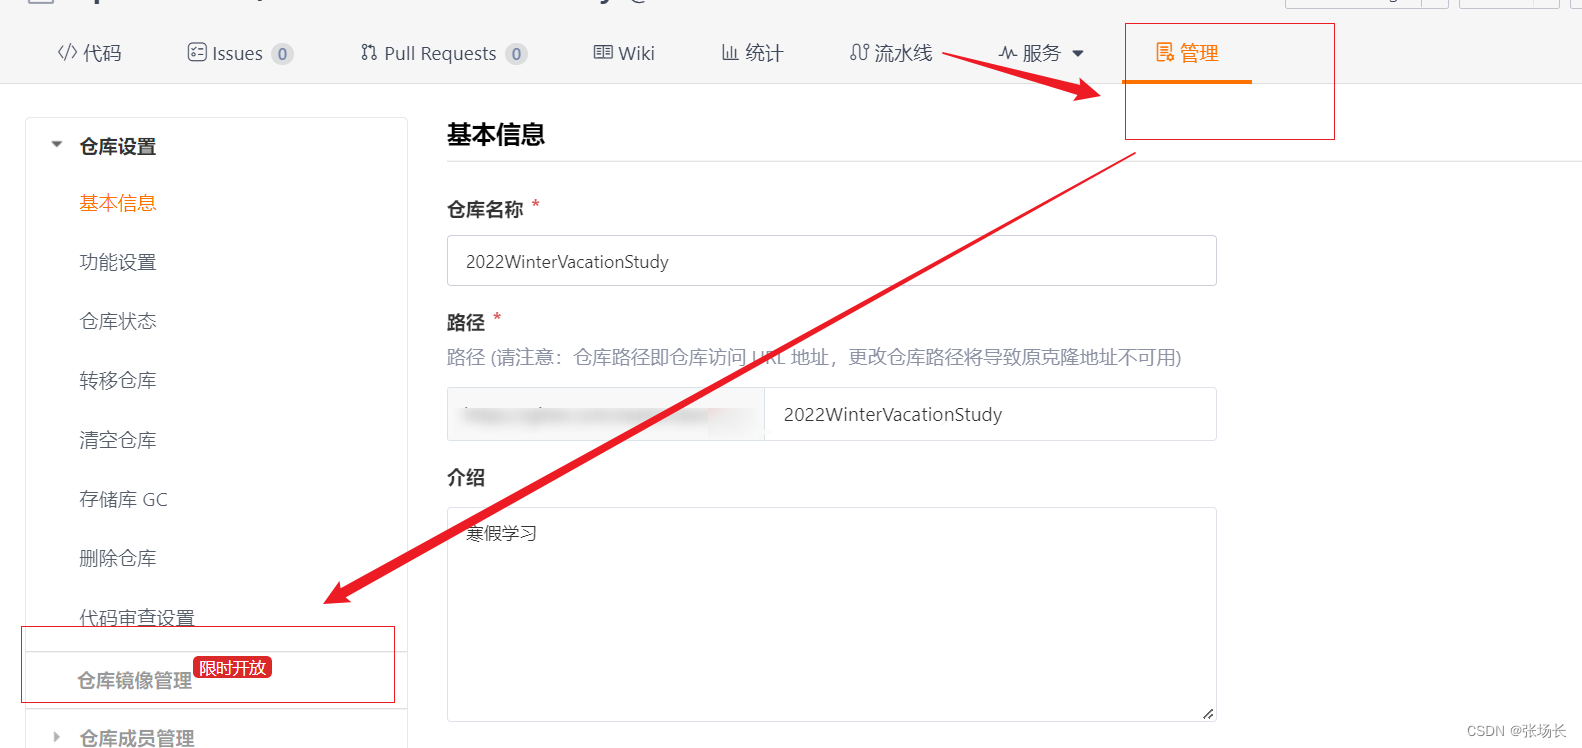 代码 Issues 0 Pull Requests 0 Wiki 统计 流水线 服务 管理
仓库设置
基本信息
功能设置
仓库状态
转移仓库
清空仓库
存储库 GC
删除仓库
代码审查设置
仓库镜像管理 限时开放
仓库成员管理
基本信息
仓库名称 *
2022WinterVacationStudy
路径 *
路径 (请注意：仓库路径即仓库访问 URL 地址，更改仓库路径将导致原克隆地址不可用)
2022WinterVacationStudy
介绍
寒假学习
CSDN @张场长